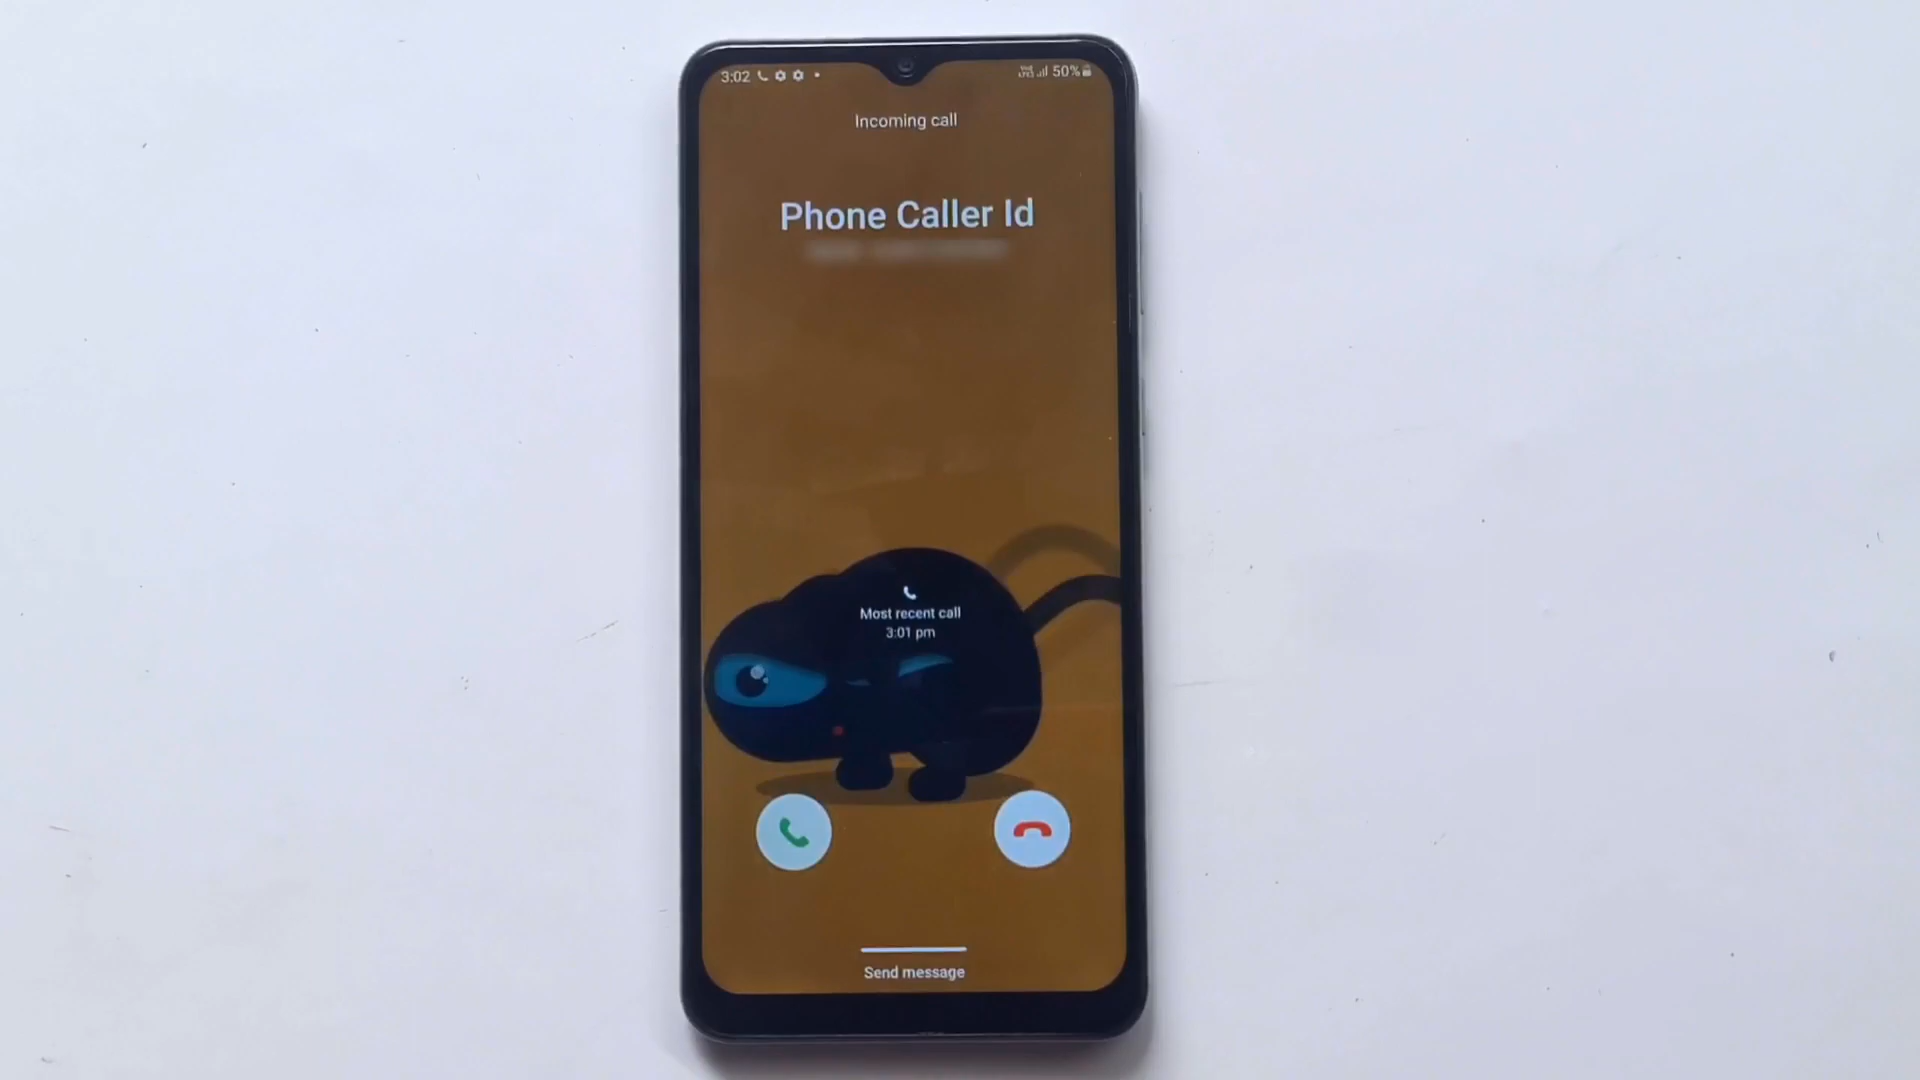 3:02 50%
Incoming call
Phone Caller Id
Most recent call
3:01 pm
Send message